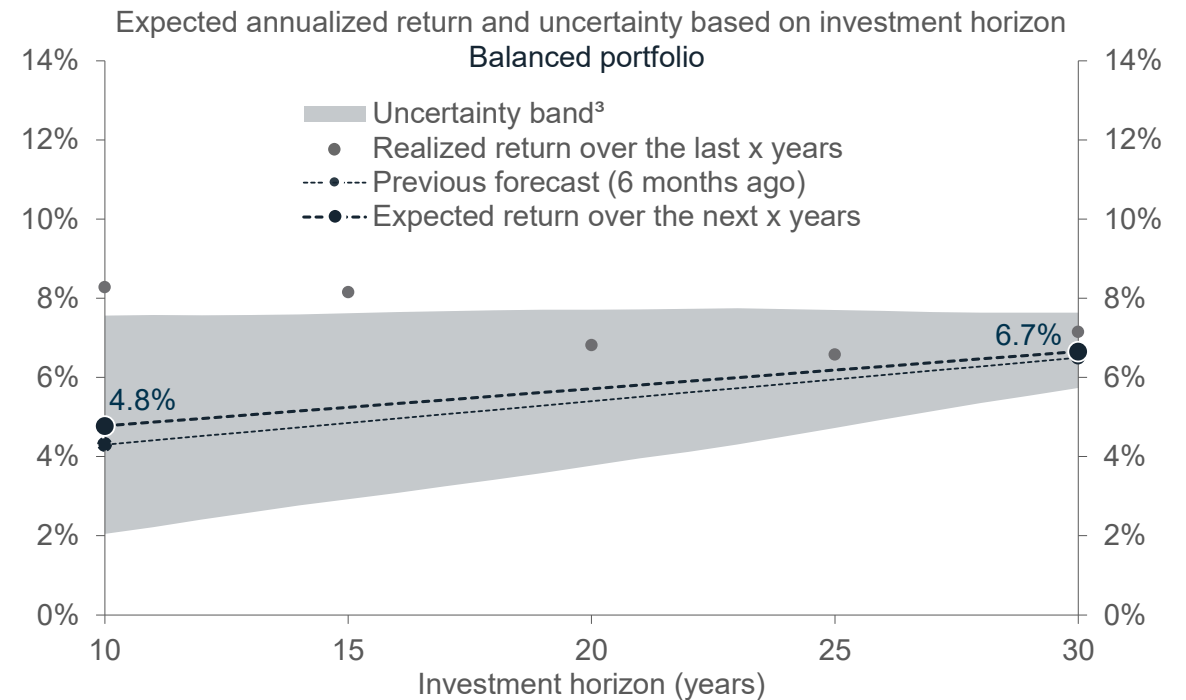 Expected annualized return and uncertainty based on investment horizon
Balanced portfolio
14% 14%
Uncertainty band³
12% 12%
Realized return over the last x years
Previous forecast (6 months ago)
10% 10%
Expected return over the next x years
8% 8%
6.7%
6% 6%
4.8%
4% 4%
2% 2%
0% 0%
10 15 20 25 30
Investment horizon (years)